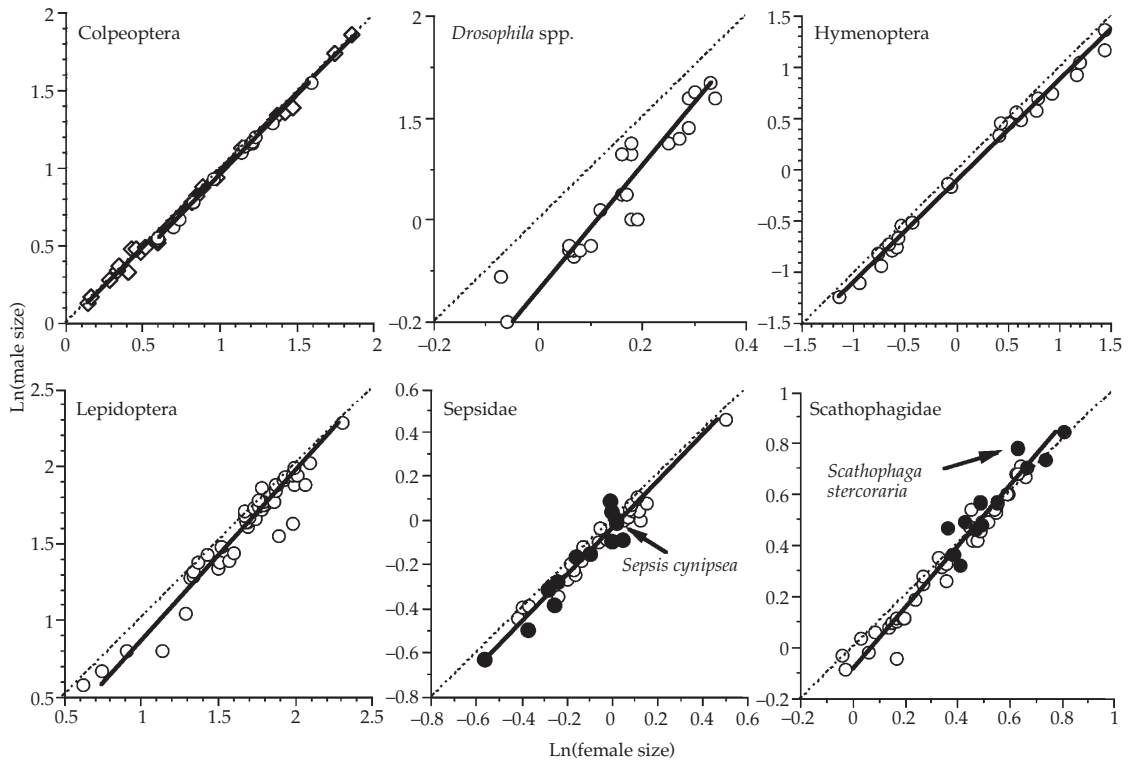 Ln(male size)
Colpeoptera
2
1.5
1
0.5
0
0 0.5 1 1.5 2
Drosophila spp.
2
1.5
0
–0.2
–0.2 0 0.2 0.4
Hymenoptera
1.5
1
0.5
0
–0.5
–1
–1.5
–1.5 –1 –0.5 0 0.5 1 1.5
Lepidoptera
2.5
2
1.5
1
0.5
0.5 1 1.5 2 2.5
Sepsidae
0.6
0.4
0.2
0
–0.2
–0.4
–0.6
–0.8
Sepsis cynipsea
–0.8 –0.6 –0.4 –0.2 0 0.2 0.4 0.6
Scathophagidae
1
0.8
0.6
0.4
0.2
0
–0.2
Scathophaga
stercoraria
–0.2 0 0.2 0.4 0.6 0.8 1
Ln(female size)